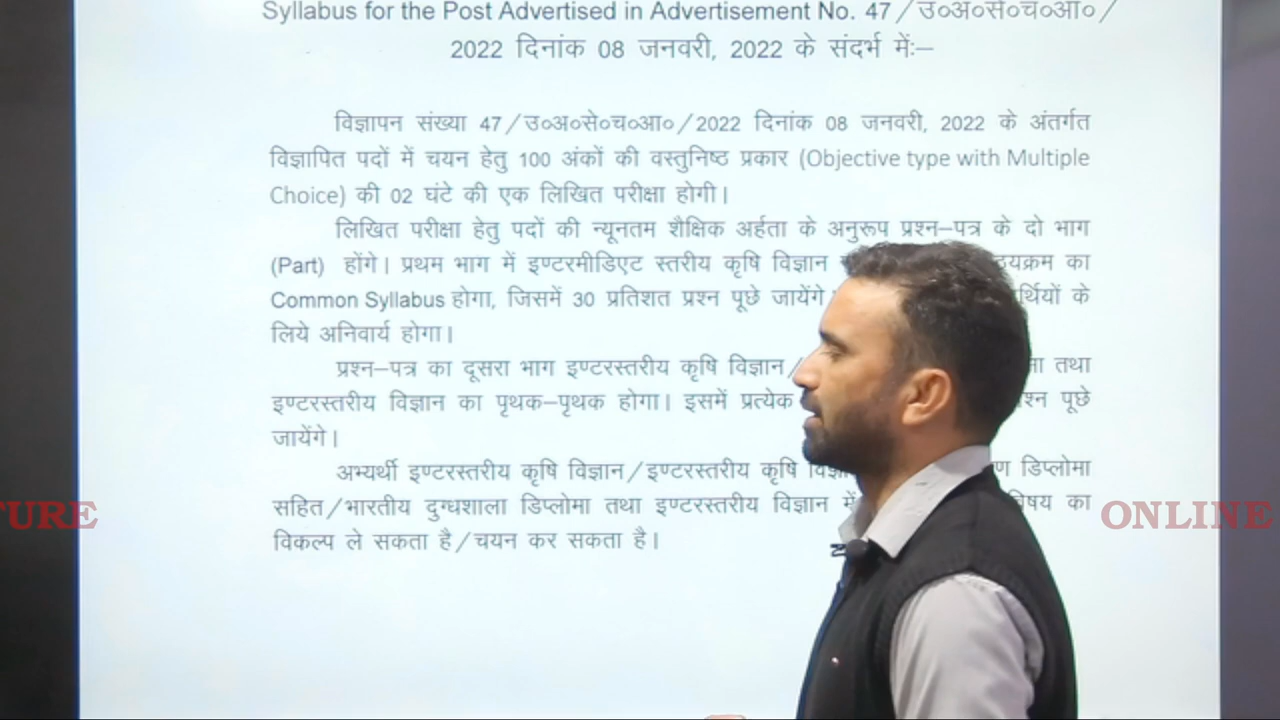 Syllabus for the Post Advertised in Advertisement No. 47/उ०अ०से०च०आ०/
2022 दिनांक 08 जनवरी, 2022 के संदर्भ में:—
विज्ञापन संख्या 47/उ०अ०से०च०आ०/2022 दिनांक 08 जनवरी, 2022 के अंतर्गत
विज्ञापित पदों में चयन हेतु 100 अंकों की वस्तुनिष्ठ प्रकार (Objective type with Multiple
Choice) की 02 घंटे की एक लिखित परीक्षा होगी।
लिखित परीक्षा हेतु पदों की न्यूनतम शैक्षिक अर्हता के अनुरूप प्रश्न–पत्र के दो भाग
(Part) होंगे। प्रथम भाग में इण्टरमीडिएट स्तरीय कृषि विज्ञान का
Common Syllabus होगा, जिसमें 30 प्रतिशत प्रश्न पूछे जायेंगे के
लिये अनिवार्य होगा।
प्रश्न–पत्र का दूसरा भाग इण्टरस्तरीय कृषि विज्ञान तथा
इण्टरस्तरीय विज्ञान का पृथक–पृथक होगा। इसमें प्रत्येक पूछे
जायेंगे।
अभ्यर्थी इण्टरस्तरीय कृषि विज्ञान/इण्टरस्तरीय कृषि डिप्लोमा
सहित/भारतीय दुग्धशाला डिप्लोमा तथा इण्टरस्तरीय विज्ञान का
विकल्प ले सकता है/चयन कर सकता है।
TURE ONLINE